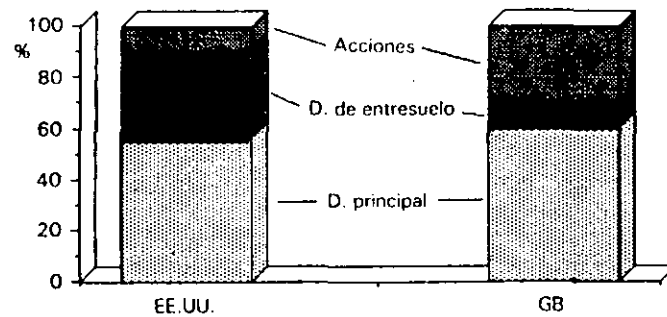 100
%
80
60
40
20
0
Acciones
D. de entresuelo
D. principal
EE.UU.
GB